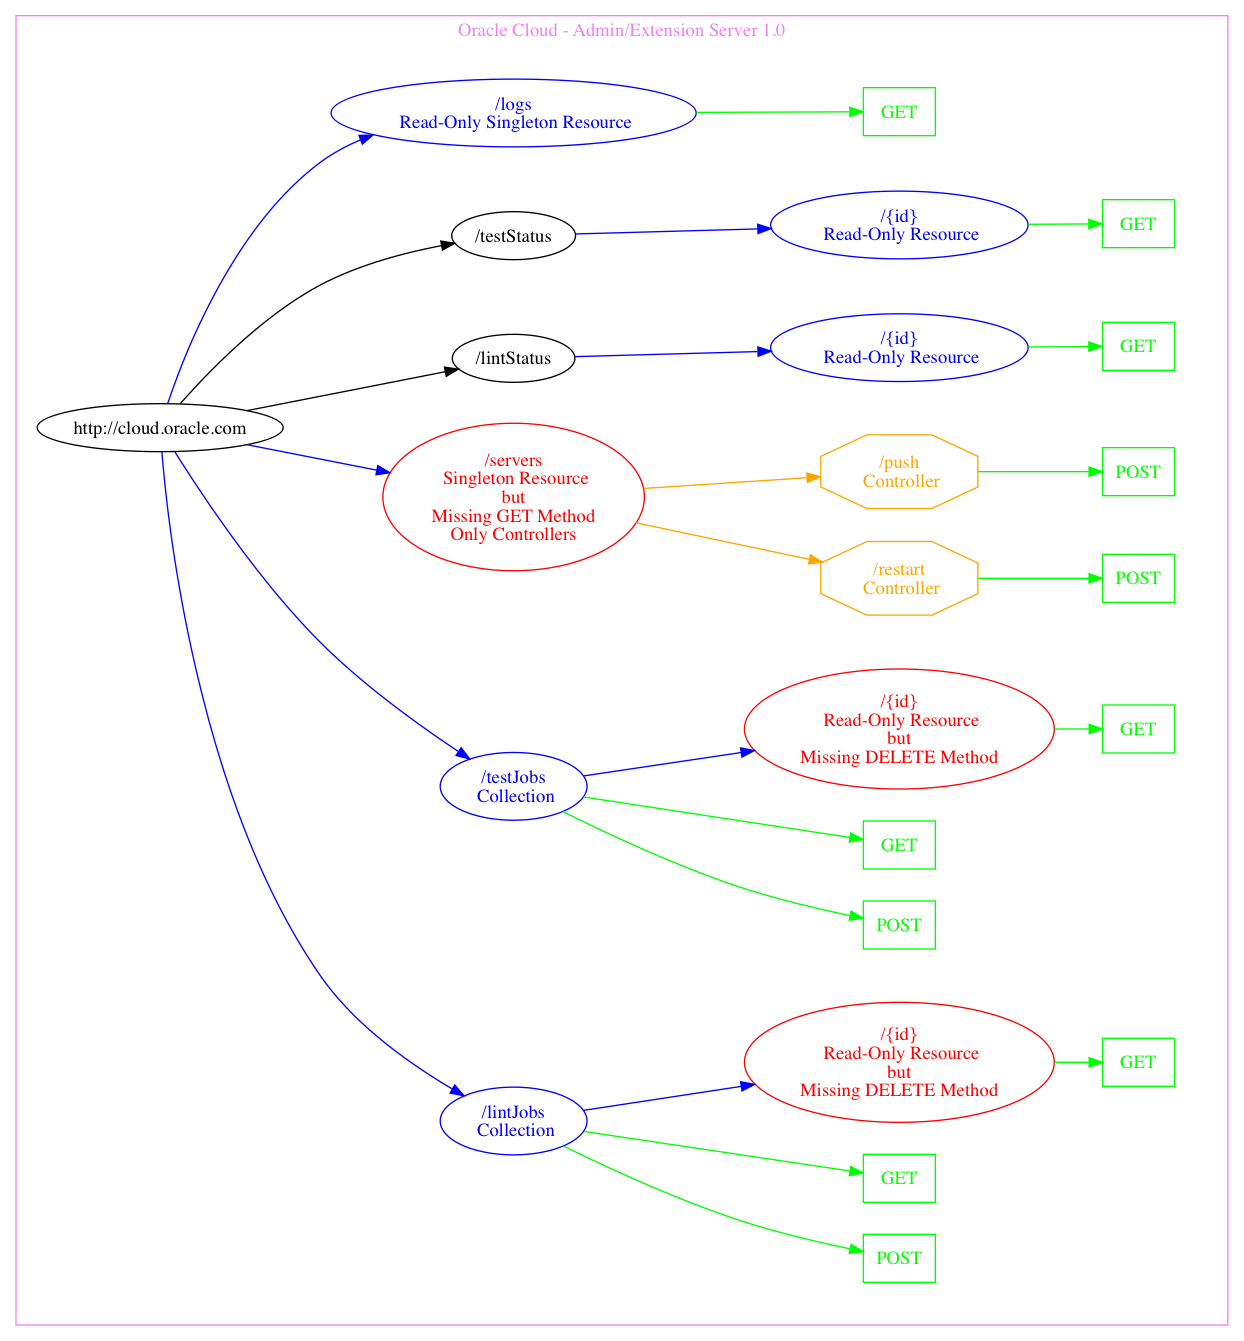 Oracle Cloud - Admin/Extension Server 1.0
/logs
Read-Only Singleton Resource
GET
/testStatus
/{id}
Read-Only Resource
GET
/lintStatus
/{id}
Read-Only Resource
GET
http://cloud.oracle.com
/servers
Singleton Resource
but
Missing GET Method
Only Controllers
/push
Controller
POST
/restart
Controller
POST
/testJobs
Collection
/{id}
Read-Only Resource
but
Missing DELETE Method
GET
GET
POST
/lintJobs
Collection
/{id}
Read-Only Resource
but
Missing DELETE Method
GET
GET
POST